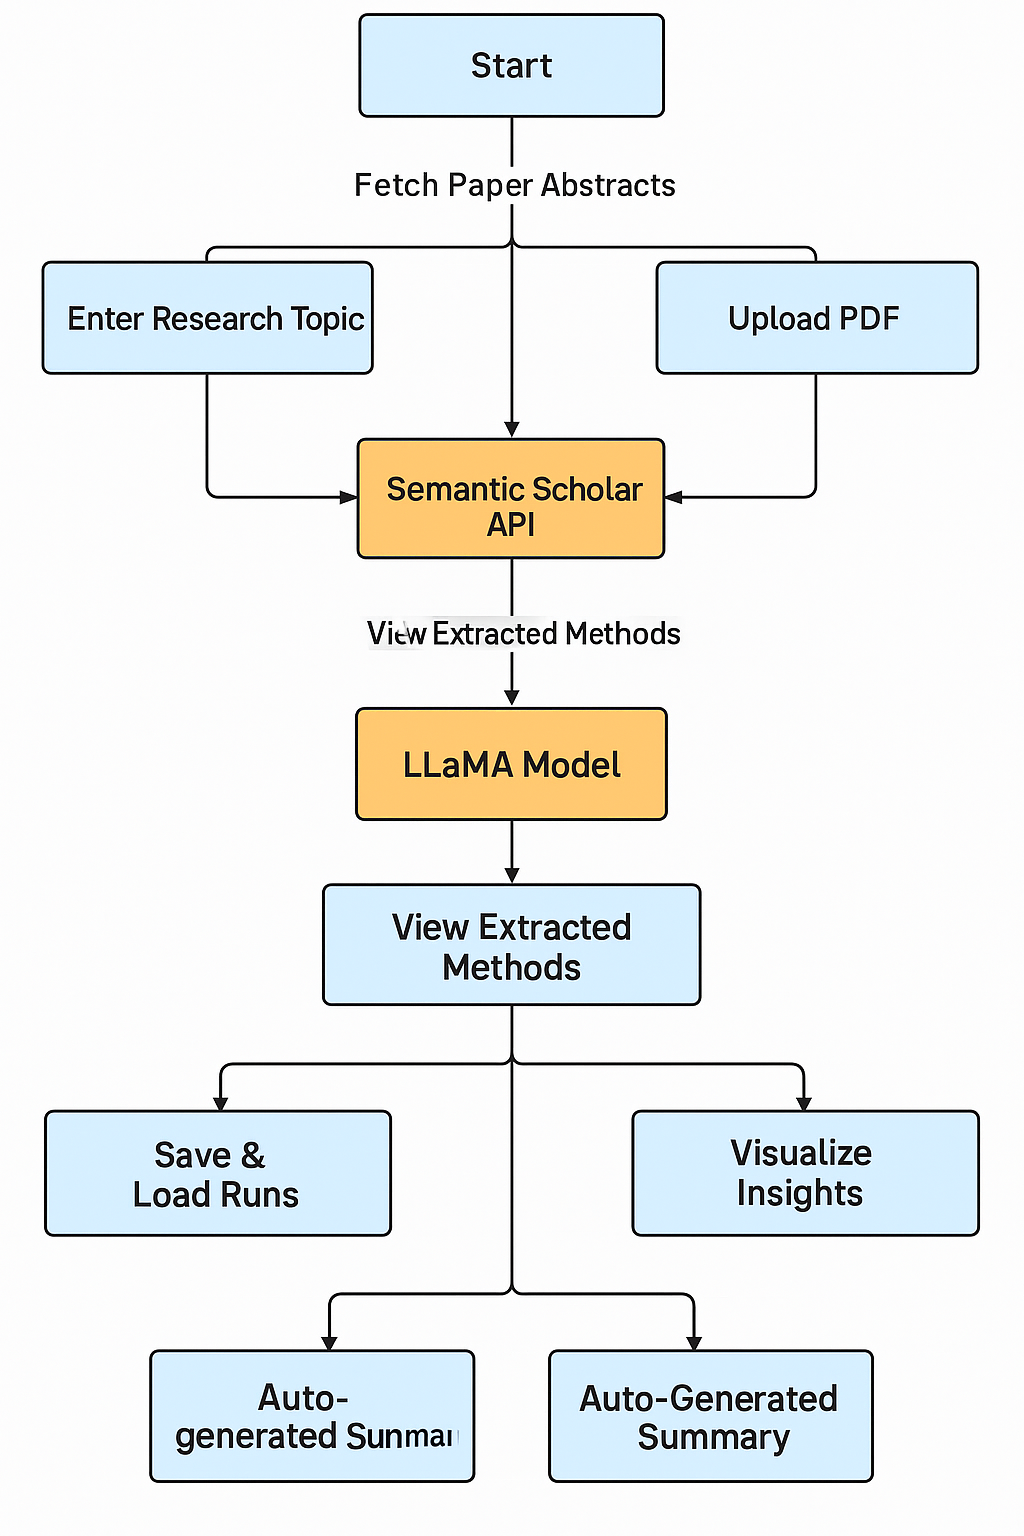 Start
Fetch Paper Abstracts
Enter Research Topic
Upload PDF
Semantic Scholar
API
View Extracted Methods
LLaMA Model
View Extracted
Methods
Save &
Load Runs
Visualize
Insights
Auto-
generated
Auto-Generated
Summary